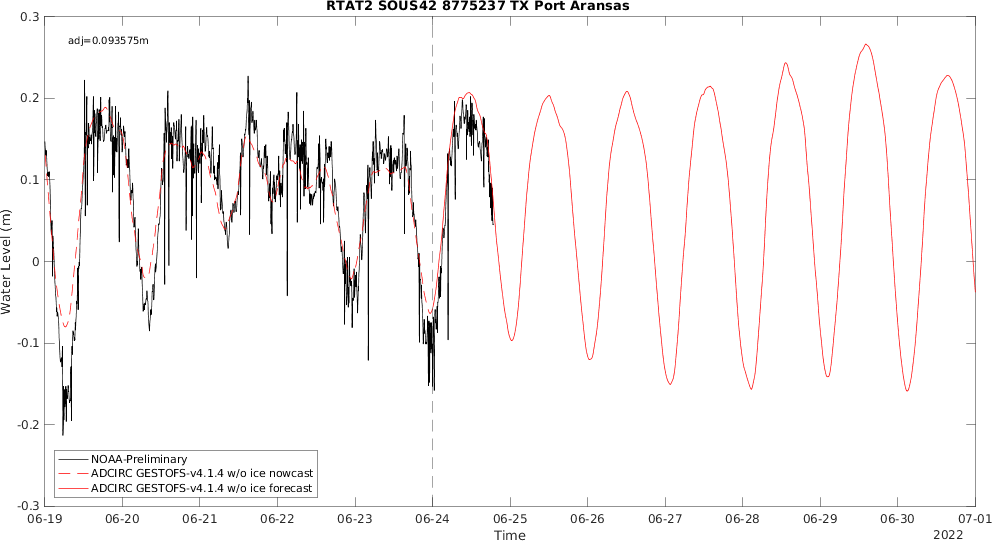 RTAT2 SOUS42 8775237 TX Port Aransas
adj=0.093575m
0.3
0.2
0.1
0
-0.1
-0.2
-0.3
Water Level (m)
NOAA-Preliminary
ADCIRC GESTOFS-v4.1.4 w/o ice nowcast
ADCIRC GESTOFS-v4.1.4 w/o ice forecast
06-19 06-20 06-21 06-22 06-23 06-24 06-25 06-26 06-27 06-28 06-29 06-30 07-01
Time
2022